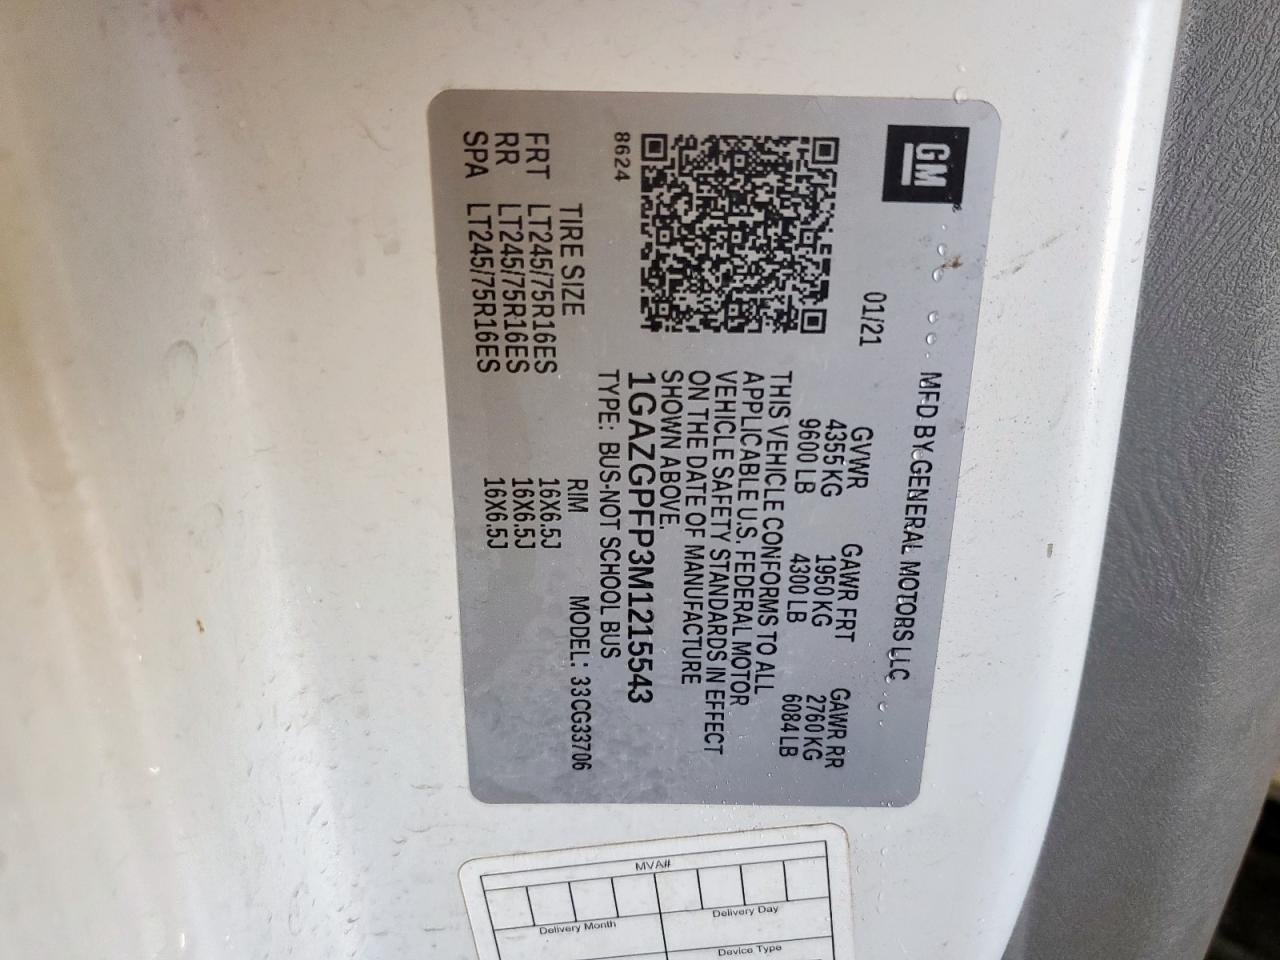 GM
MFD BY GENERAL MOTORS LLC
01/21
GVWR GAWR FRT GAWR RR
4355 KG 1950 KG 2760 KG
9600 LB 4300 LB 6084 LB
THIS VEHICLE CONFORMS TO ALL
APPLICABLE U.S. FEDERAL MOTOR
VEHICLE SAFETY STANDARDS IN EFFECT
ON THE DATE OF MANUFACTURE
SHOWN ABOVE.
1GAZGPFP3M1215543
8624
TYPE: BUS-NOT SCHOOL BUS
TIRE SIZE RIM MODEL: 33CG33706
FRT LT245/75R16ES 16X6.5J
RR LT245/75R16ES 16X6.5J
SPA LT245/75R16ES 16X6.5J
MVA#
Delivery Month Delivery Day
Device Type